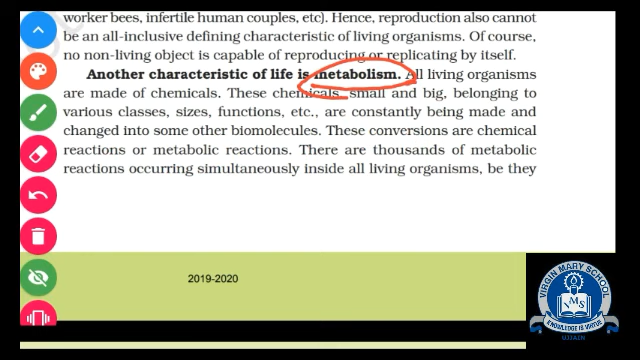 worker bees, infertile human couples, etc). Hence, reproduction also cannot
be an all-inclusive defining characteristic of living organisms. Of course,
no non-living object is capable of reproducing or replicating by itself.
Another characteristic of life is metabolism. All living organisms
are made of chemicals. These chemicals, small and big, belonging to
various classes, sizes, functions, etc., are constantly being made and
changed into some other biomolecules. These conversions are chemical
reactions or metabolic reactions. There are thousands of metabolic
reactions occurring simultaneously inside all living organisms, be they
2019-2020
VIRGIN MARY SCHOOL
VMS
KNOWLEDGE IS VIRTUE
UJJAIN